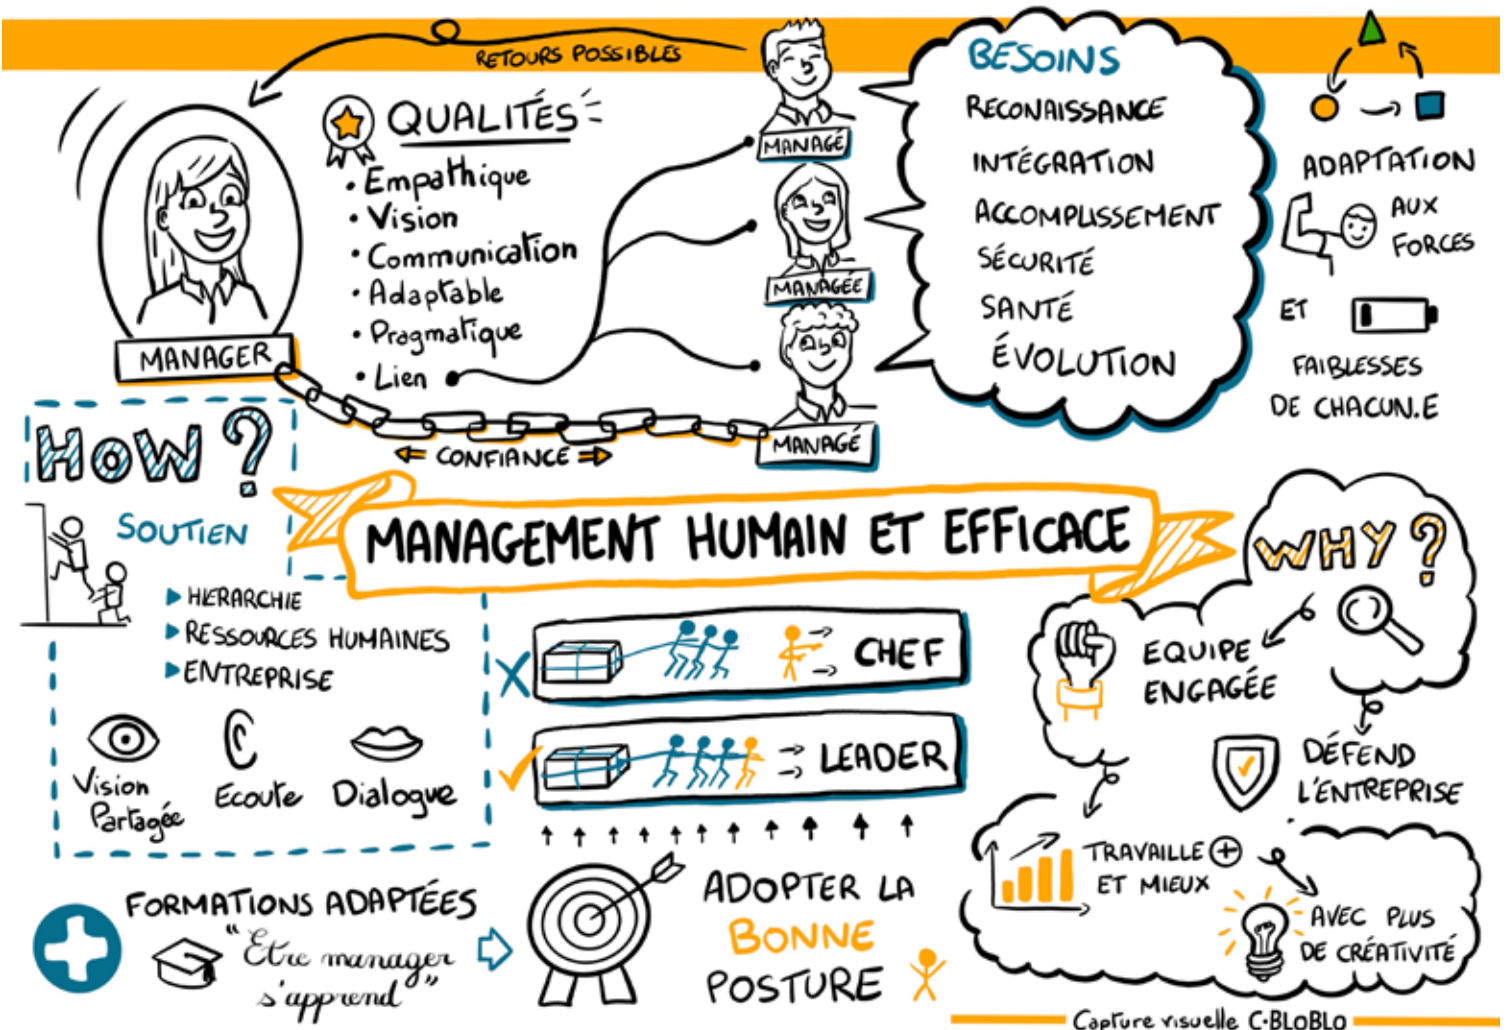 RETOURS POSSIBLES
QUALITÉS
• Empathique
• Vision
• Communication
• Adaptable
• Pragmatique
• Lien
MANAGER
MANAGÉ
MANAGÉE
MANAGÉ
CONFIANCE
BESOINS
RECONAISSANCE
INTÉGRATION
ACCOMPLISSEMENT
SÉCURITÉ
SANTÉ
ÉVOLUTION
ADAPTATION
AUX
FORCES
ET
FAIBLESSES
DE CHACUN.E
MANAGEMENT HUMAIN ET EFFICACE
HOW ?
SOUTIEN
HIERARCHIE
RESSOURCES HUMAINES
ENTREPRISE
Vision
Partagée
Ecoute
Dialogue
CHEF
LEADER
FORMATIONS ADAPTÉES
"Etre manager
s'apprend"
ADOPTER LA
BONNE
POSTURE
WHY ?
EQUIPE
ENGAGÉE
DÉFEND
L'ENTREPRISE
TRAVAILLE +
ET MIEUX
AVEC PLUS
DE CRÉATIVITÉ
Capture visuelle C•BLOBLO